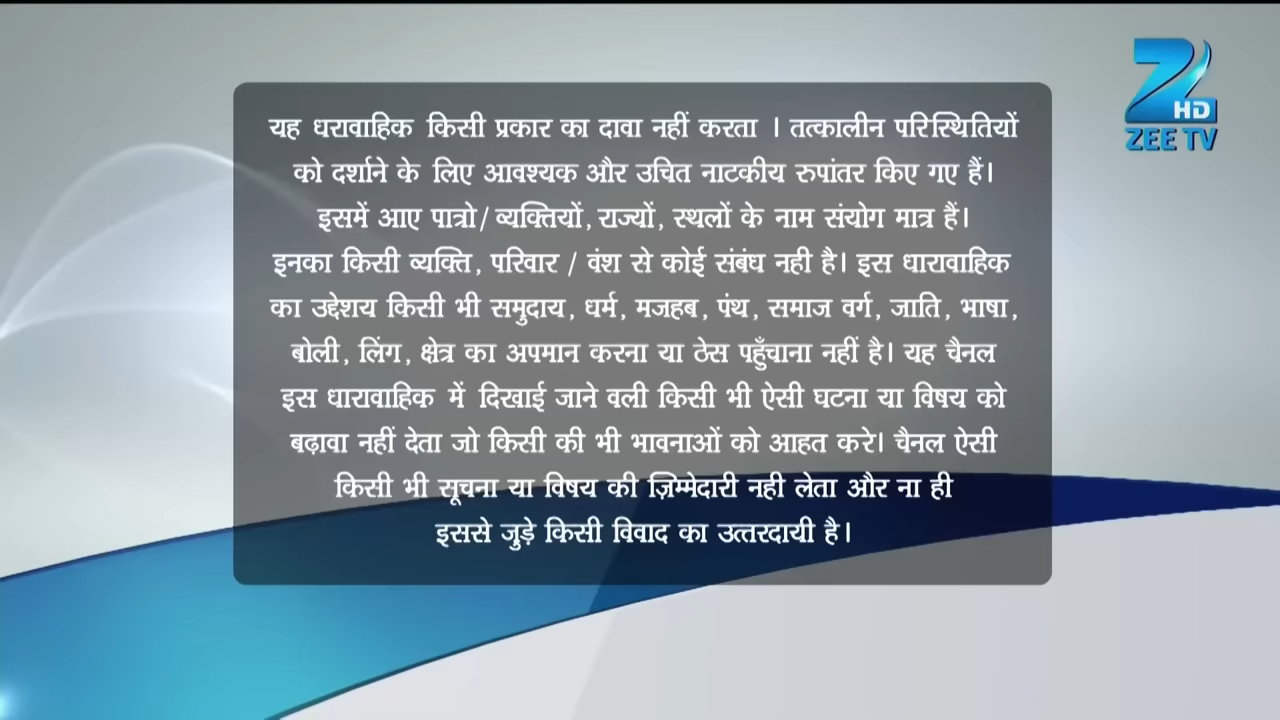 यह धरावाहिक किसी प्रकार का दावा नहीं करता । तत्कालीन परिस्थितियों
को दर्शाने के लिए आवश्यक और उचित नाटकीय रुपांतर किए गए हैं।
इसमें आए पात्रो/व्यक्तियों, राज्यों, स्थलों के नाम संयोग मात्र हैं।
इनका किसी व्यक्ति, परिवार / वंश से कोई संबंध नही है। इस धारावाहिक
का उद्देशय किसी भी समुदाय, धर्म, मजहब, पंथ, समाज वर्ग, जाति, भाषा,
बोली, लिंग, क्षेत्र का अपमान करना या ठेस पहुँचाना नहीं है। यह चैनल
इस धारावाहिक में दिखाई जाने वली किसी भी ऐसी घटना या विषय को
बढ़ावा नहीं देता जो किसी की भी भावनाओं को आहत करे। चैनल ऐसी
किसी भी सूचना या विषय की ज़िम्मेदारी नही लेता और ना ही
इससे जुड़े किसी विवाद का उत्तरदायी है।
HD
ZEE TV